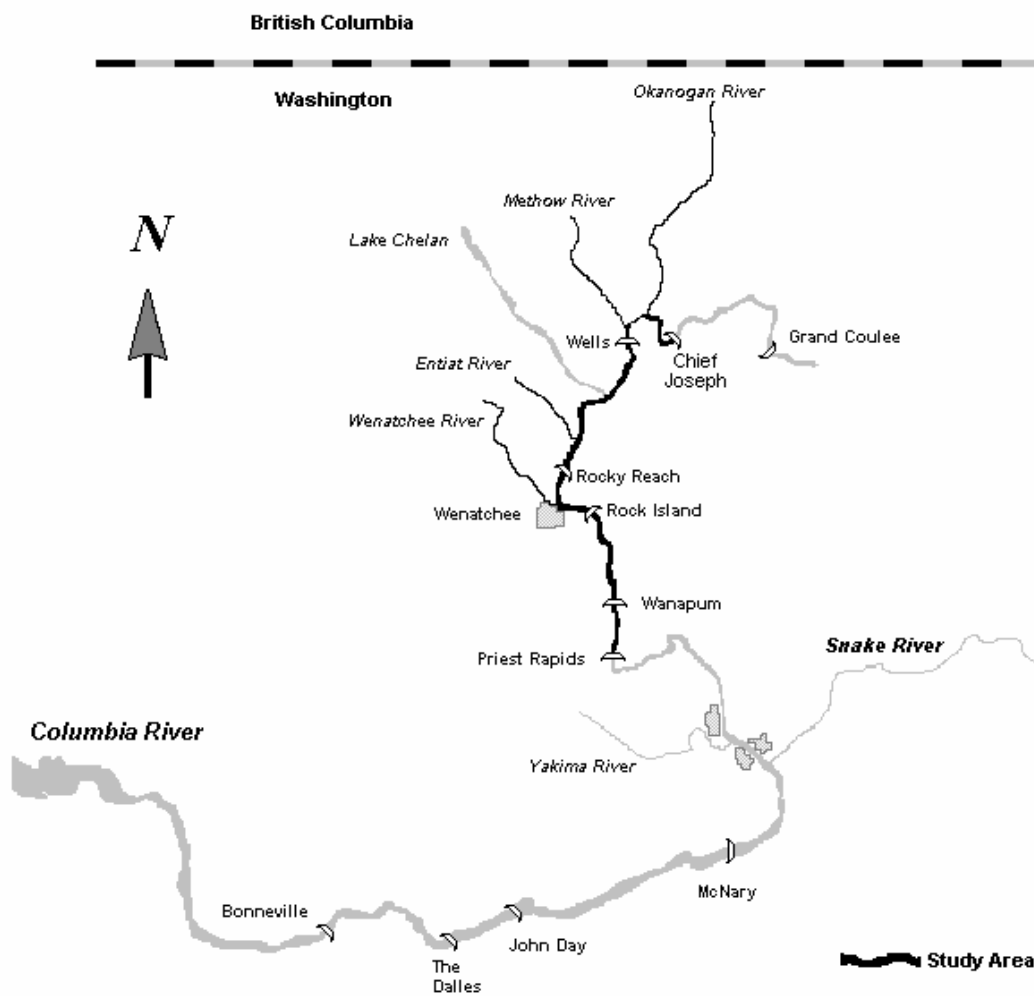 British Columbia
Washington
Okanogan River
Methow River
Lake Chelan
N
Wells
Grand Coulee
Chief
Joseph
Entiat River
Wenatchee River
Rocky Reach
Wenatchee
Rock Island
Wanapum
Snake River
Priest Rapids
Columbia River
Yakima River
McNary
Bonneville
John Day
The
Dalles
Study Area